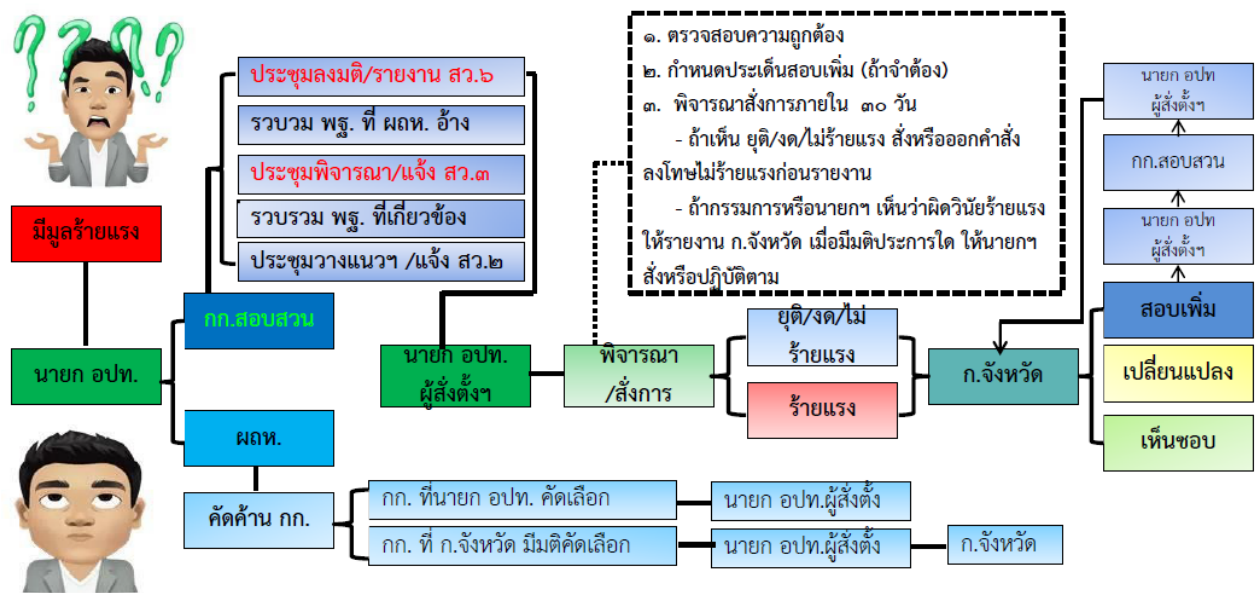 ? ? ? ?
ประชุมลงมติ/รายงาน สว.๖
รวบวม พฐ. ที่ ผถห. อ้าง
ประชุมพิจารณา/แจ้ง สว.๓
รวบรวม พฐ. ที่เกี่ยวข้อง
ประชุมวางแนวฯ /แจ้ง สว.๒
มีมูลร้ายแรง
กก.สอบสวน
นายก อปท.
ผถห.
คัดค้าน กก.
กก. ที่นายก อปท. คัดเลือก
นายก อปท.ผู้สั่งตั้ง
กก. ที่ ก.จังหวัด มีมติคัดเลือก
นายก อปท.ผู้สั่งตั้ง
ก.จังหวัด
นายก อปท.
ผู้สั่งตั้งฯ
พิจารณา
/สั่งการ
๑. ตรวจสอบความถูกต้อง
๒. กำหนดประเด็นสอบเพิ่ม (ถ้าจำต้อง)
๓. พิจารณาสั่งการภายใน ๓๐ วัน
- ถ้าเห็น ยุติ/งด/ไม่ร้ายแรง สั่งหรือออกคำสั่ง
ลงโทษไม่ร้ายแรงก่อนรายงาน
- ถ้ากรรมการหรือนายกฯ เห็นว่าผิดวินัยร้ายแรง
ให้รายงาน ก.จังหวัด เมื่อมีมติประการใด ให้นายกฯ
สั่งหรือปฏิบัติตาม
ยุติ/งด/ไม่
ร้ายแรง
ร้ายแรง
ก.จังหวัด
นายก อปท
ผู้สั่งตั้งฯ
กก.สอบสวน
นายก อปท
ผู้สั่งตั้งฯ
สอบเพิ่ม
เปลี่ยนแปลง
เห็นชอบ